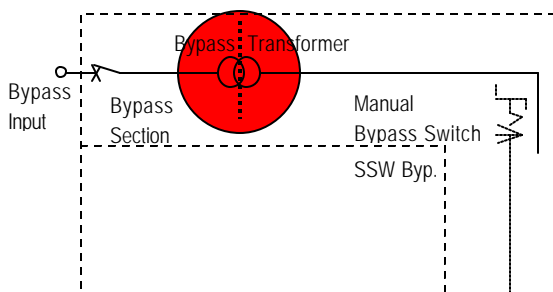 Bypass Transformer
Bypass
Input
Bypass
Section
Manual
Bypass Switch
SSW Byp.